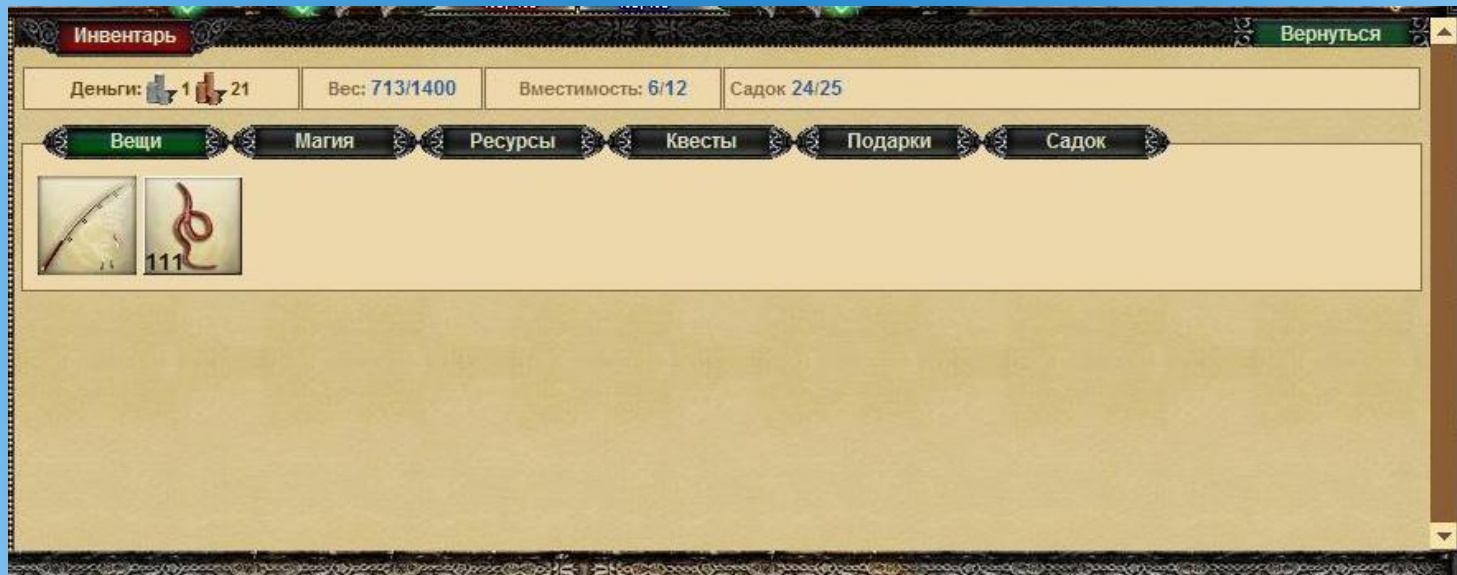 Инвентарь
Вернуться
Деньги: 1 21
Вес: 713/1400
Вместимость: 6/12
Садок 24/25
Вещи
Магия
Ресурсы
Квесты
Подарки
Садок
111